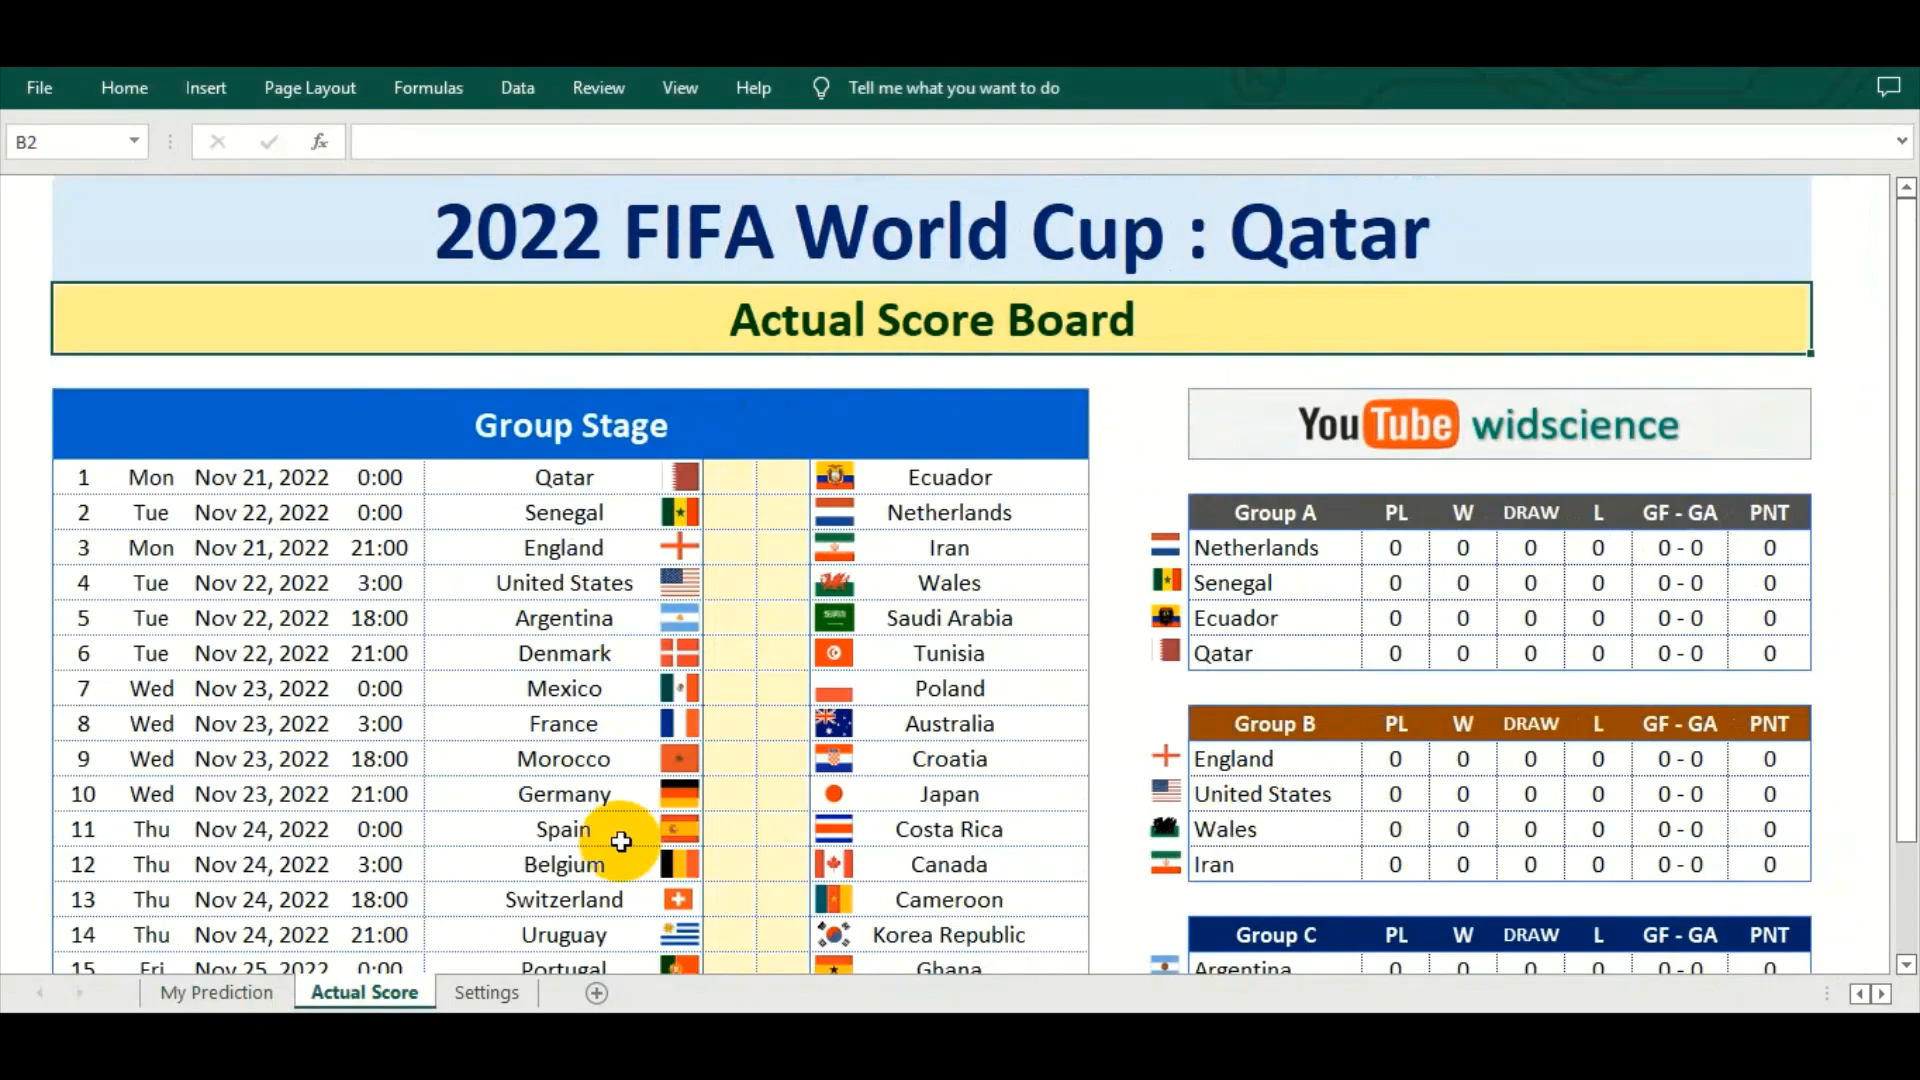 File Home Insert Page Layout Formulas Data Review View Help Tell me what you want to do
B2 fx
2022 FIFA World Cup : Qatar
Actual Score Board
Group Stage
1 Mon Nov 21, 2022 0:00 Qatar Ecuador
2 Tue Nov 22, 2022 0:00 Senegal Netherlands
3 Mon Nov 21, 2022 21:00 England Iran
4 Tue Nov 22, 2022 3:00 United States Wales
5 Tue Nov 22, 2022 18:00 Argentina Saudi Arabia
6 Tue Nov 22, 2022 21:00 Denmark Tunisia
7 Wed Nov 23, 2022 0:00 Mexico Poland
8 Wed Nov 23, 2022 3:00 France Australia
9 Wed Nov 23, 2022 18:00 Morocco Croatia
10 Wed Nov 23, 2022 21:00 Germany Japan
11 Thu Nov 24, 2022 0:00 Spain Costa Rica
12 Thu Nov 24, 2022 3:00 Belgium Canada
13 Thu Nov 24, 2022 18:00 Switzerland Cameroon
14 Thu Nov 24, 2022 21:00 Uruguay Korea Republic
15 Fri Nov 25, 2022 0:00 Portugal Ghana
YouTube widscience
Group A PL W DRAW L GF - GA PNT
Netherlands 0 0 0 0 0 - 0 0
Senegal 0 0 0 0 0 - 0 0
Ecuador 0 0 0 0 0 - 0 0
Qatar 0 0 0 0 0 - 0 0
Group B PL W DRAW L GF - GA PNT
England 0 0 0 0 0 - 0 0
United States 0 0 0 0 0 - 0 0
Wales 0 0 0 0 0 - 0 0
Iran 0 0 0 0 0 - 0 0
Group C PL W DRAW L GF - GA PNT
Argentina 0 0 0 0 0 - 0 0
My Prediction Actual Score Settings